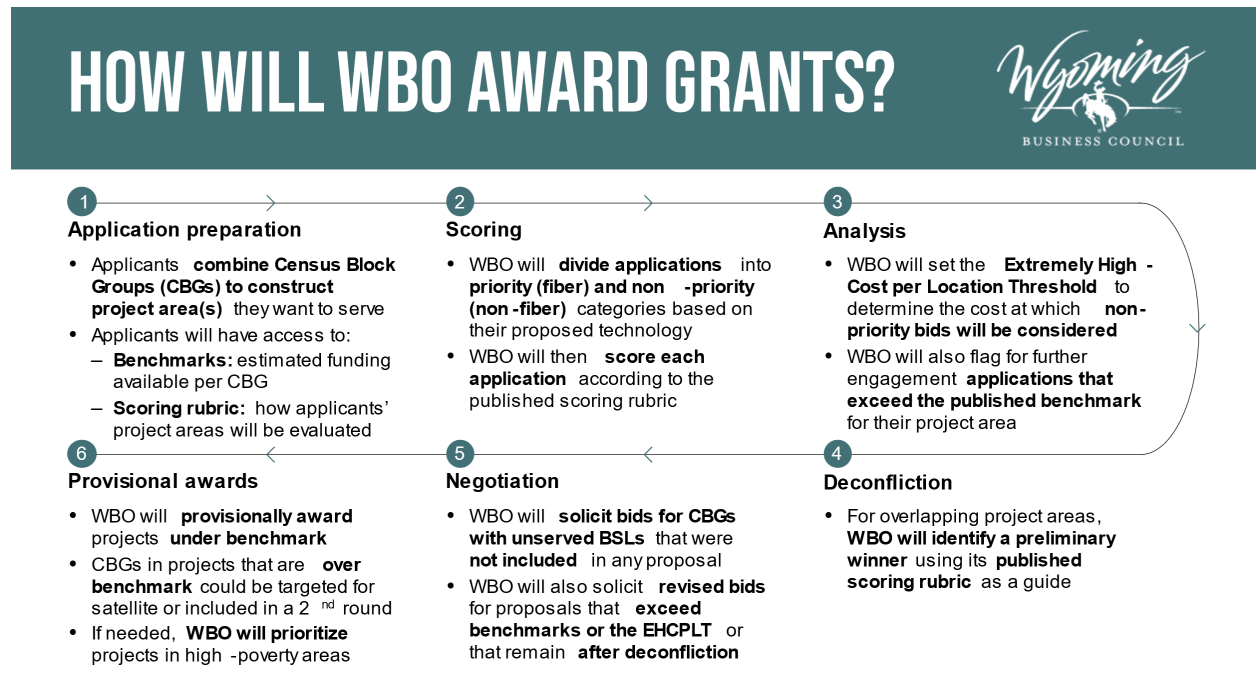 HOW WILL WBO AWARD GRANTS?
Wyoming
BUSINESS COUNCIL
1
Application preparation
• Applicants combine Census Block
Groups (CBGs) to construct
project area(s) they want to serve
• Applicants will have access to:
– Benchmarks: estimated funding
available per CBG
– Scoring rubric: how applicants’
project areas will be evaluated
2
Scoring
• WBO will divide applications into
priority (fiber) and non -priority
(non -fiber) categories based on
their proposed technology
• WBO will then score each
application according to the
published scoring rubric
3
Analysis
• WBO will set the Extremely High -
Cost per Location Threshold to
determine the cost at which non-
priority bids will be considered
• WBO will also flag for further
engagement applications that
exceed the published benchmark
for their project area
4
Deconfliction
• For overlapping project areas,
WBO will identify a preliminary
winner using its published
scoring rubric as a guide
5
Negotiation
• WBO will solicit bids for CBGs
with unserved BSLs that were
not included in any proposal
• WBO will also solicit revised bids
for proposals that exceed
benchmarks or the EHCPLT or
that remain after deconfliction
6
Provisional awards
• WBO will provisionally award
projects under benchmark
• CBGs in projects that are over
benchmark could be targeted for
satellite or included in a 2 nd round
• If needed, WBO will prioritize
projects in high -poverty areas